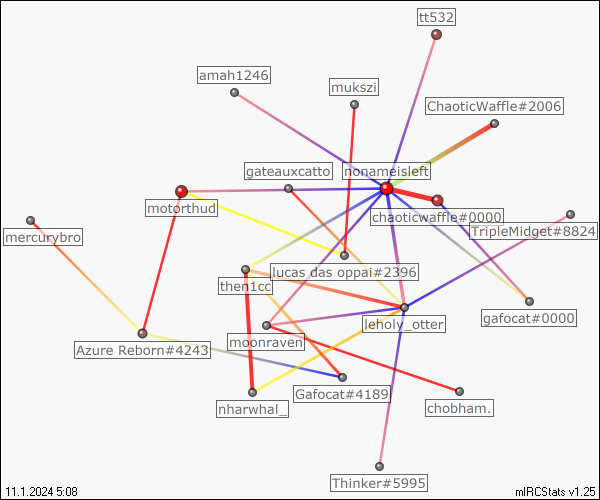 tt532
amah1246
mukszi
ChaoticWaffle#2006
gateauxcatto
nonameisleft
motorthud
chaoticwaffle#0000
mercurybro
TripleMidget#8824
lucas das oppai#2396
then1cc
gafocat#0000
leholy_otter
Azure Reborn#4243
moonraven
Gafocat#4189
nharwhal_
chobham.
Thinker#5995
11.1.2024 5:08
mIRCStats v1.25